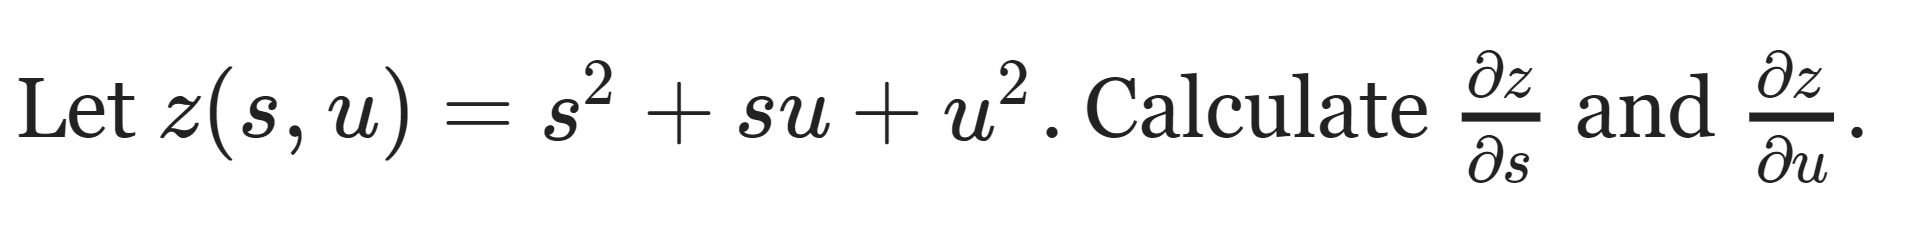 Let z(s, u) = s² + su + u². Calculate ∂z/∂s and ∂z/∂u.